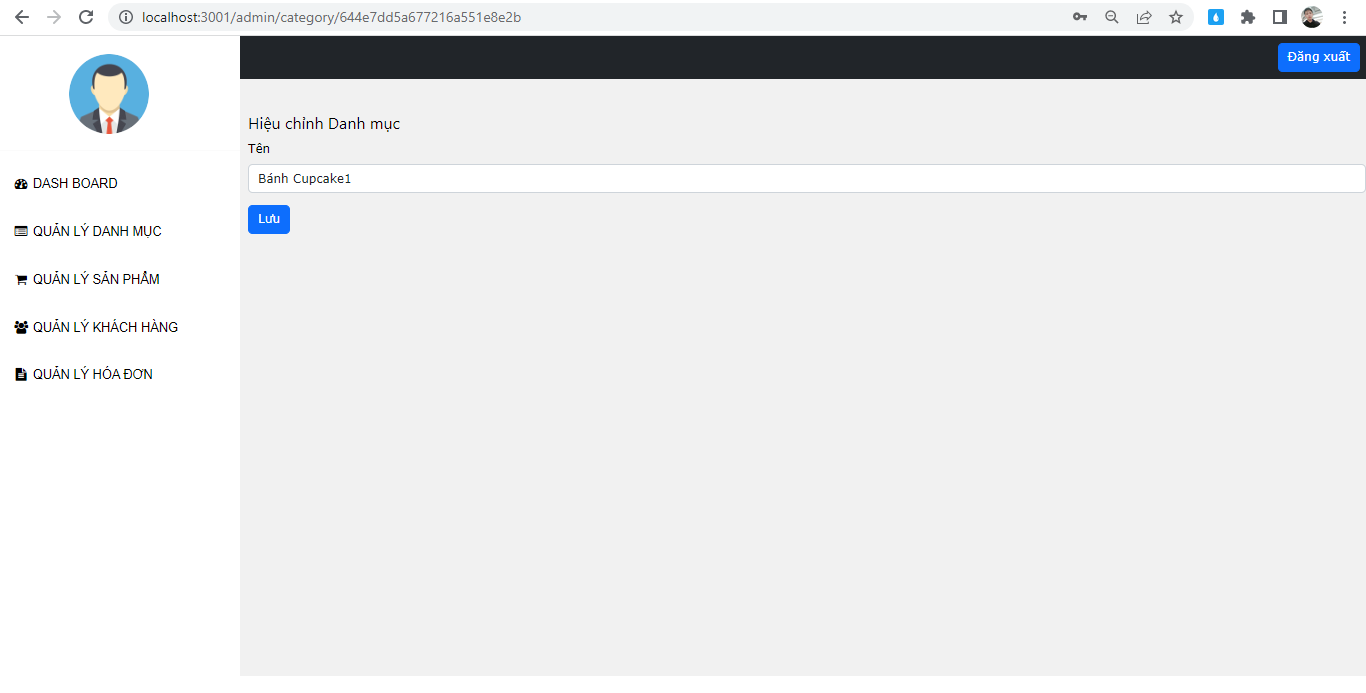 localhost:3001/admin/category/644e7dd5a677216a551e8e2b
Đăng xuất
DASH BOARD
QUẢN LÝ DANH MỤC
QUẢN LÝ SẢN PHẨM
QUẢN LÝ KHÁCH HÀNG
QUẢN LÝ HÓA ĐƠN
Hiệu chỉnh Danh mục
Tên
Bánh Cupcake1
Lưu